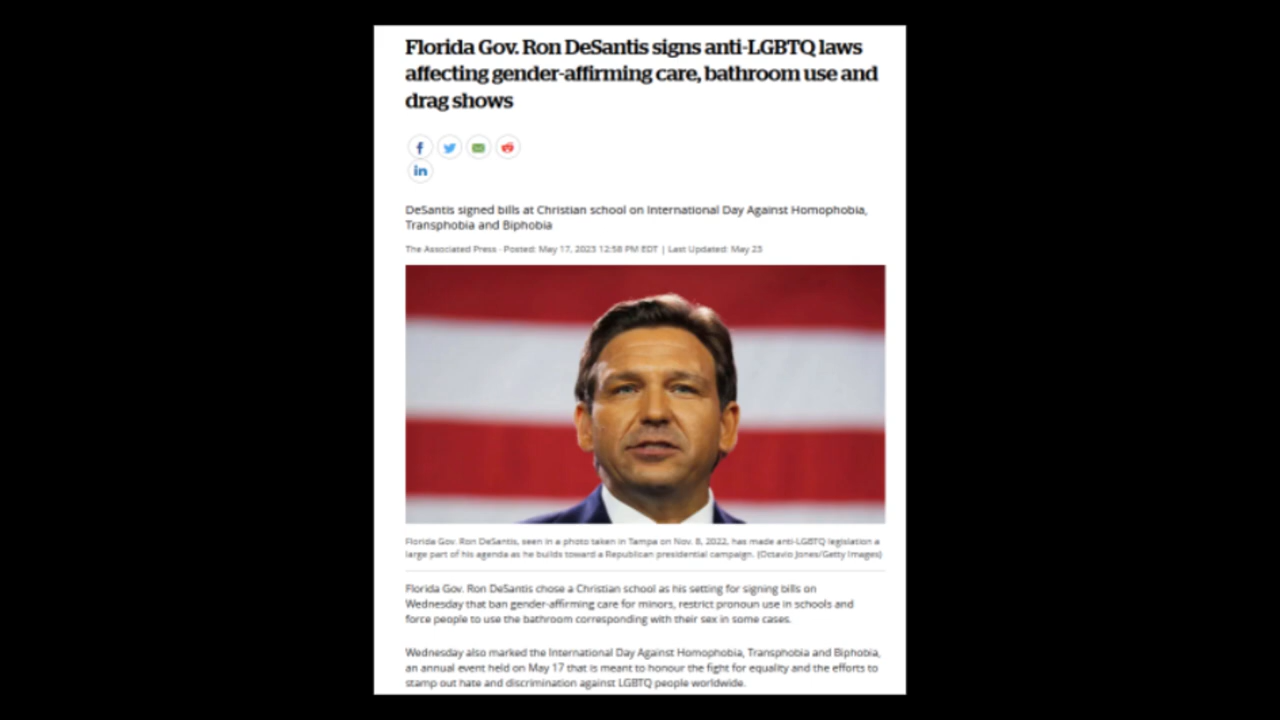 Florida Gov. Ron DeSantis signs anti-LGBTQ laws
affecting gender-affirming care, bathroom use and
drag shows
f
in
DeSantis signed bills at Christian school on International Day Against Homophobia,
Transphobia and Biphobia
The Associated Press · Posted: May 17, 2023 12:58 PM EDT | Last Updated: May 23
Florida Gov. Ron DeSantis, seen in a photo taken in Tampa on Nov. 8, 2022, has made anti-LGBTQ legislation a
large part of his agenda as he builds toward a Republican presidential campaign. (Octavio Jones/Getty Images)
Florida Gov. Ron DeSantis chose a Christian school as his setting for signing bills on
Wednesday that ban gender-affirming care for minors, restrict pronoun use in schools and
force people to use the bathroom corresponding with their sex in some cases.
Wednesday also marked the International Day Against Homophobia, Transphobia and Biphobia,
an annual event held on May 17 that is meant to honour the fight for equality and the efforts to
stamp out hate and discrimination against LGBTQ people worldwide.